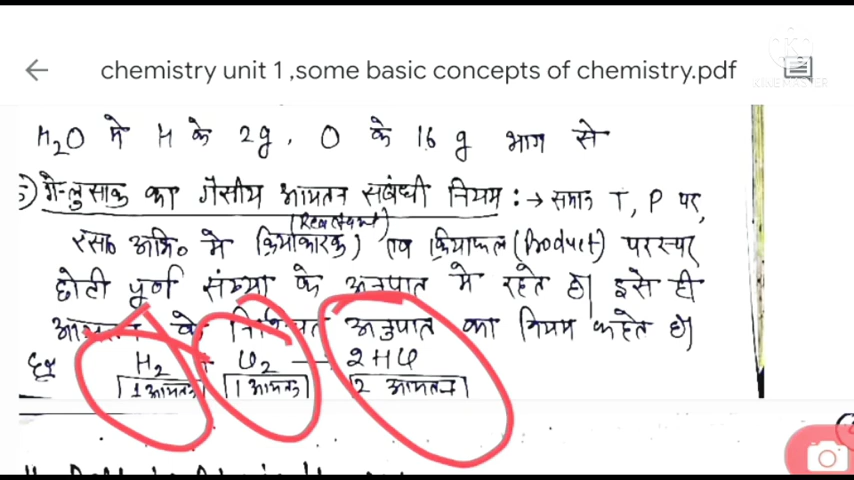 chemistry unit 1 ,some basic concepts of chemistry.pdf
KINEMASTER
H₂O मे H के 2g, O के 16 g भाग से
5) गै-लुसाक का गैसीय आयतन सबंधी नियम : → समान T, P पर,
(Reactant)
रसा० अभि० मे क्रियाकारक) एव क्रियाफल (Product) परस्पर
छोटी पूर्ण संख्या के अनुपात मे रहते हो। इसे ही
आयतन के निश्चित अनुपात का नियम कहते हो।
H₂ + Cl₂ → 2HCl
1 आयतन 1 आयतन 2 आयतन